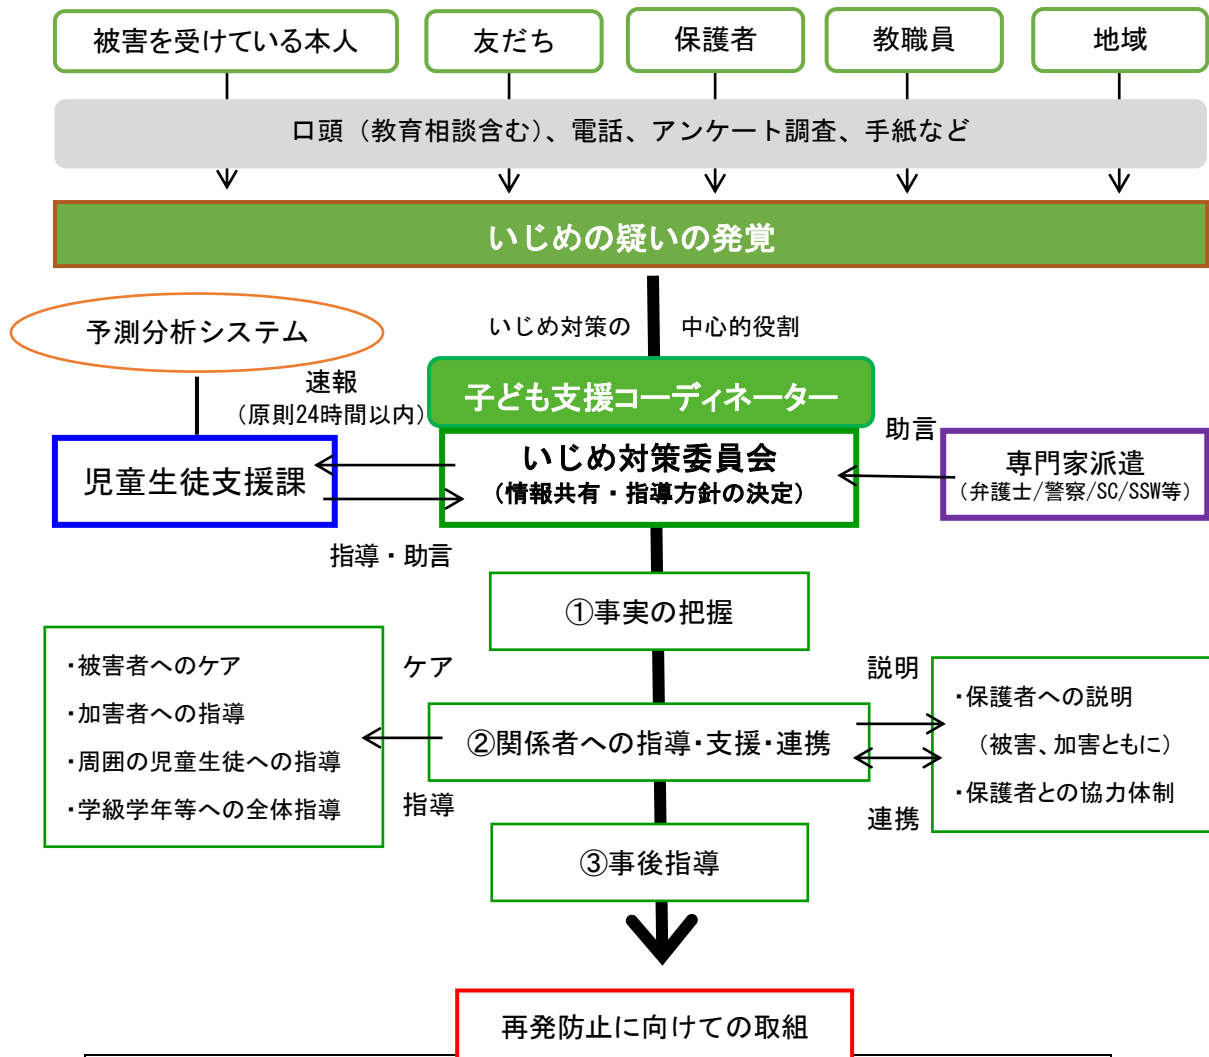 被害を受けている本人
友だち
保護者
教職員
地域
口頭（教育相談含む）、電話、アンケート調査、手紙など
いじめの疑いの発覚
予測分析システム
いじめ対策の
中心的役割
速報
（原則24時間以内）
子ども支援コーディネーター
助言
児童生徒支援課
いじめ対策委員会
（情報共有・指導方針の決定）
専門家派遣
（弁護士/警察/SC/SSW等）
指導・助言
①事実の把握
・被害者へのケア
・加害者への指導
・周囲の児童生徒への指導
・学級学年等への全体指導
ケア
指導
②関係者への指導・支援・連携
説明
連携
・保護者への説明
（被害、加害ともに）
・保護者との協力体制
③事後指導
再発防止に向けての取組